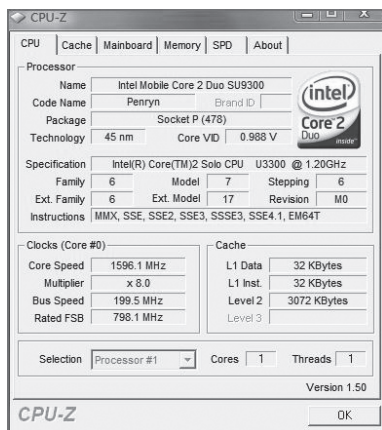 CPU-Z
CPU Cache Mainboard Memory SPD About
Processor
Name Intel Mobile Core 2 Duo SU9300
Code Name Penryn Brand ID
Package Socket P (478)
Technology 45 nm Core VID 0.988 V
intel
Core 2
Duo inside
Specification Intel(R) Core(TM)2 Solo CPU U3300 @ 1.20GHz
Family 6 Model 7 Stepping 6
Ext. Family 6 Ext. Model 17 Revision M0
Instructions MMX, SSE, SSE2, SSE3, SSSE3, SSE4.1, EM64T
Clocks (Core #0)
Core Speed 1596.1 MHz
Multiplier x 8.0
Bus Speed 199.5 MHz
Rated FSB 798.1 MHz
Cache
L1 Data 32 KBytes
L1 Inst. 32 KBytes
Level 2 3072 KBytes
Level 3
Selection Processor #1 Cores 1 Threads 1
Version 1.50
CPU-Z OK